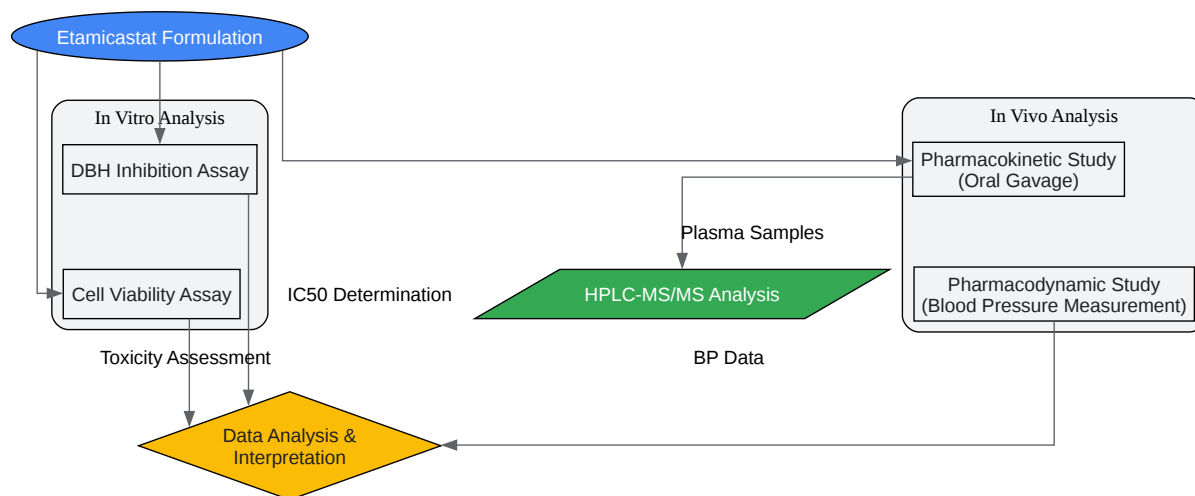 Etamicastat Formulation
In Vitro Analysis
DBH Inhibition Assay
Cell Viability Assay
In Vivo Analysis
Pharmacokinetic Study
(Oral Gavage)
Pharmacodynamic Study
(Blood Pressure Measurement)
Plasma Samples
HPLC-MS/MS Analysis
IC50 Determination
Toxicity Assessment
BP Data
Data Analysis &
Interpretation